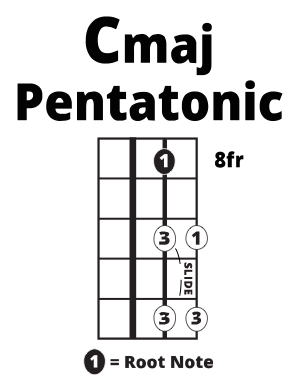 Cmaj
Pentatonic
1 8fr
3 1
SLIDE
3 3
1 = Root Note